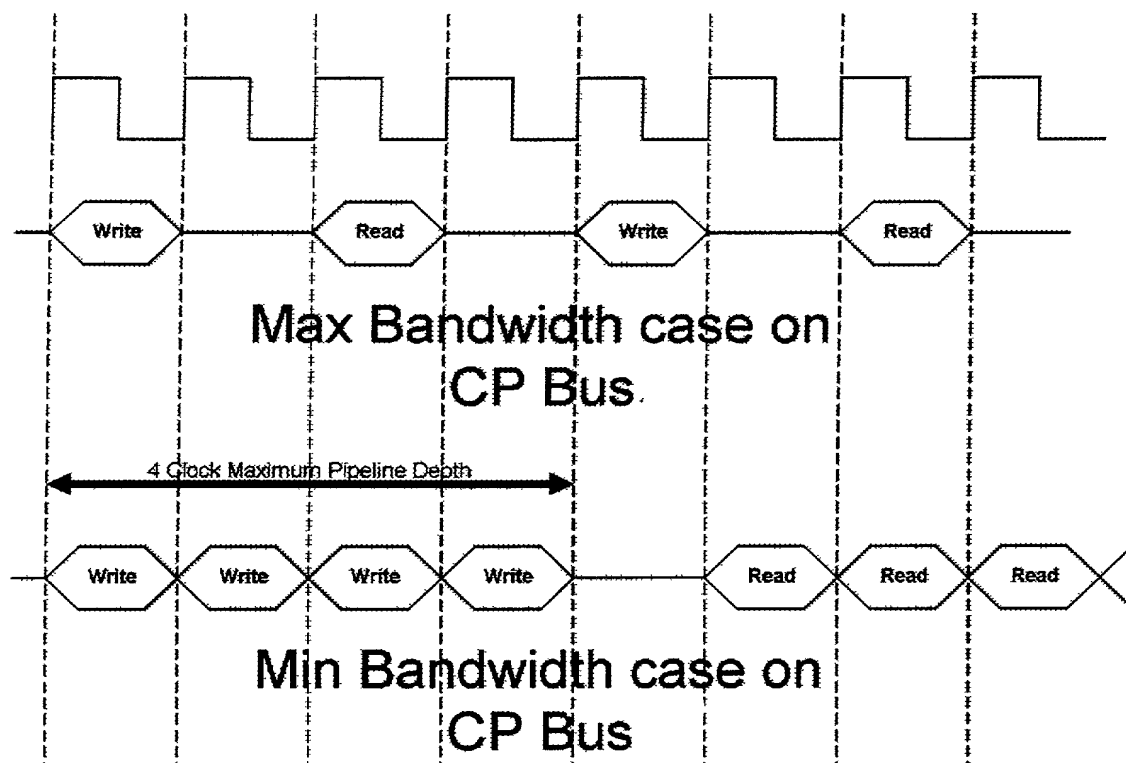 Write Read Write Read
Max Bandwidth case on
CP Bus
4 Clock Maximum Pipeline Depth
Write Write Write Write Read Read Read
Min Bandwidth case on
CP Bus